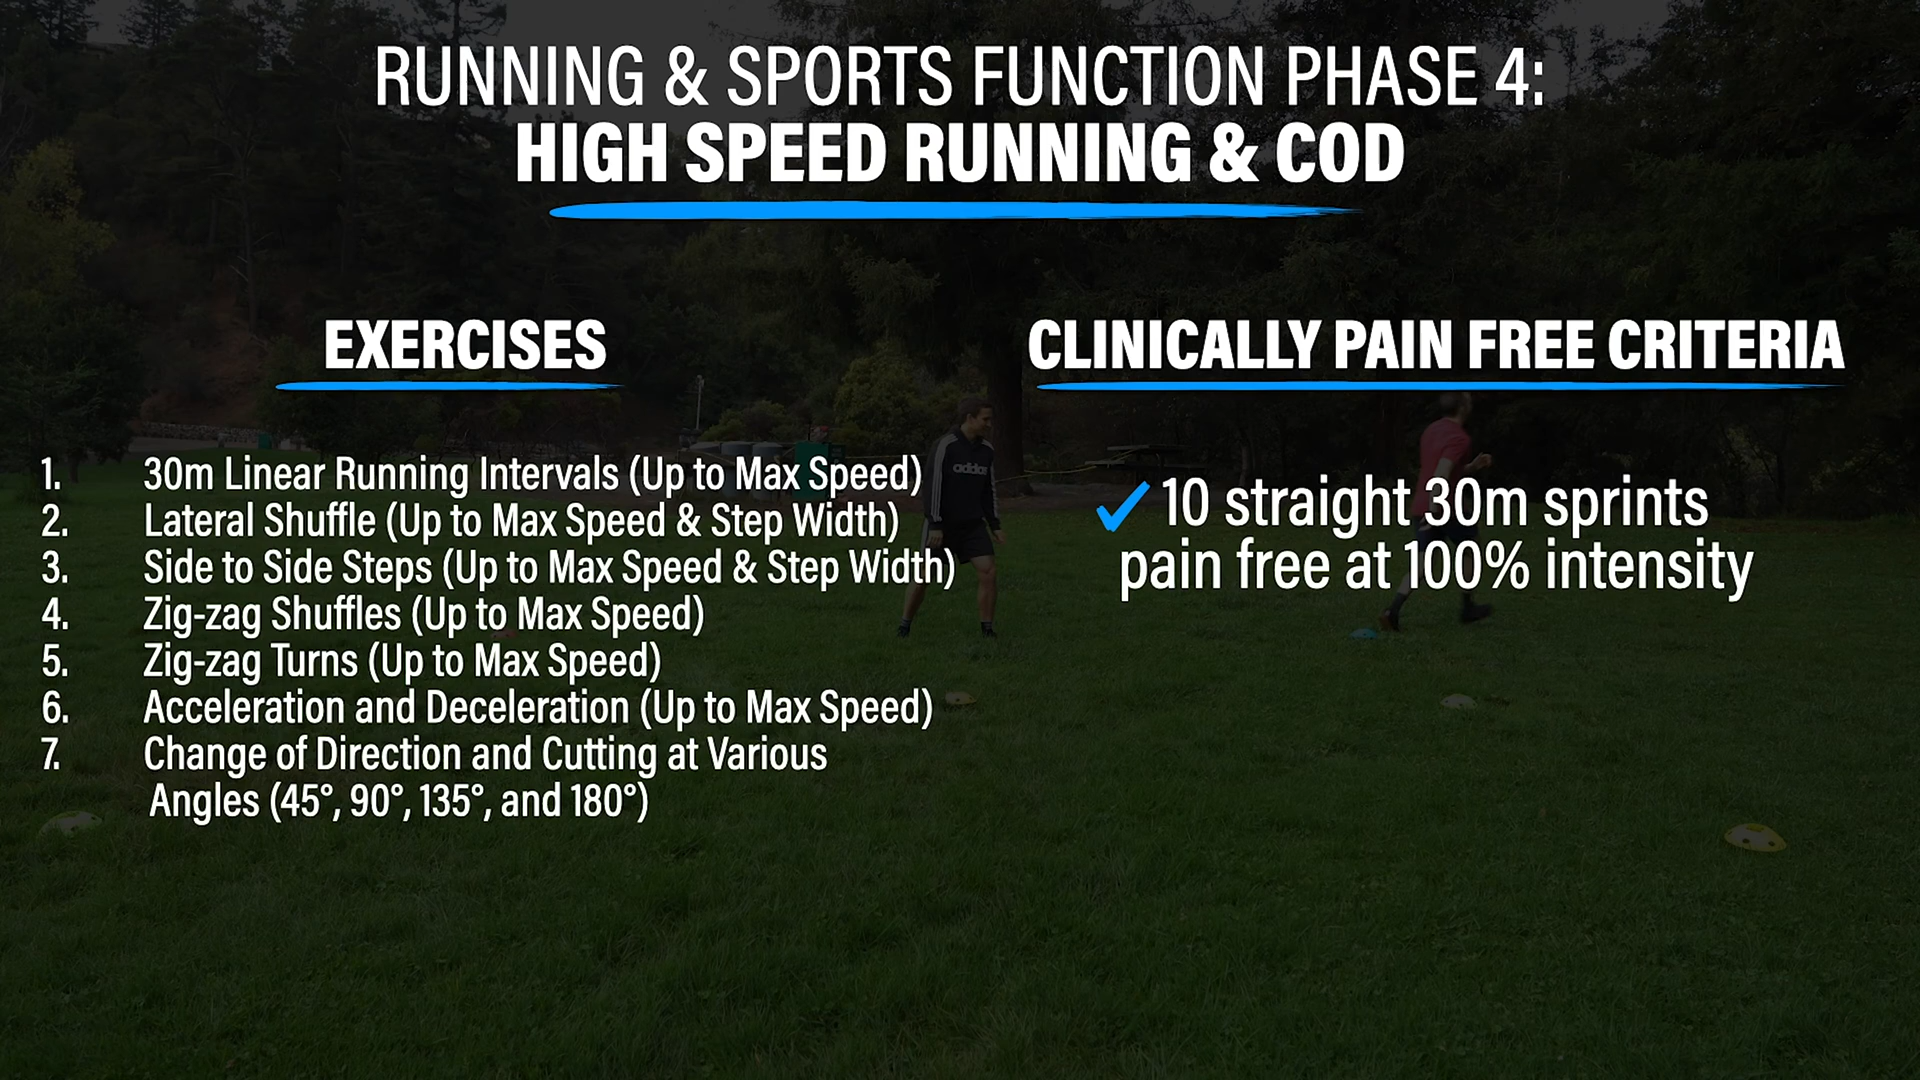 RUNNING & SPORTS FUNCTION PHASE 4:
HIGH SPEED RUNNING & COD
EXERCISES
1. 30m Linear Running Intervals (Up to Max Speed)
2. Lateral Shuffle (Up to Max Speed & Step Width)
3. Side to Side Steps (Up to Max Speed & Step Width)
4. Zig-zag Shuffles (Up to Max Speed)
5. Zig-zag Turns (Up to Max Speed)
6. Acceleration and Deceleration (Up to Max Speed)
7. Change of Direction and Cutting at Various
Angles (45°, 90°, 135°, and 180°)
CLINICALLY PAIN FREE CRITERIA
✓ 10 straight 30m sprints
pain free at 100% intensity
adidas